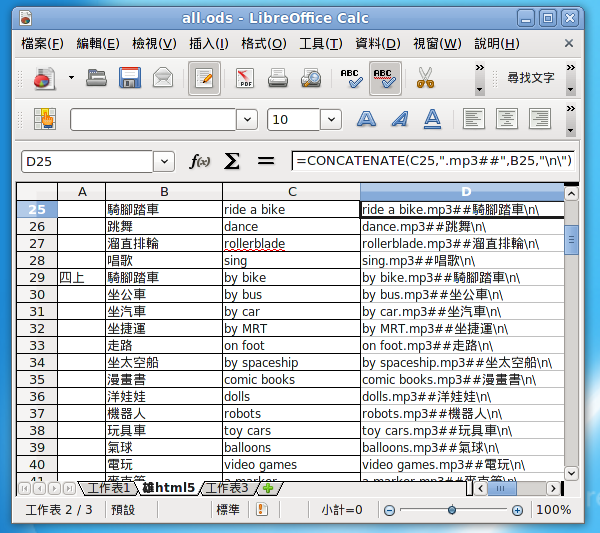 all.ods - LibreOffice Calc
檔案(F) 編輯(E) 檢視(V) 插入(I) 格式(O) 工具(T) 資料(D) 視窗(W) 說明(H)
PDF ABC ABC 尋找文字
10 A A A
D25 f(x) Σ = =CONCATENATE(C25,".mp3##",B25,"\n\")
A B C D
25 騎腳踏車 ride a bike ride a bike.mp3##騎腳踏車\n\
26 跳舞 dance dance.mp3##跳舞\n\
27 溜直排輪 rollerblade rollerblade.mp3##溜直排輪\n\
28 唱歌 sing sing.mp3##唱歌\n\
29 四上 騎腳踏車 by bike by bike.mp3##騎腳踏車\n\
30 坐公車 by bus by bus.mp3##坐公車\n\
31 坐汽車 by car by car.mp3##坐汽車\n\
32 坐捷運 by MRT by MRT.mp3##坐捷運\n\
33 走路 on foot on foot.mp3##走路\n\
34 坐太空船 by spaceship by spaceship.mp3##坐太空船\n\
35 漫畫書 comic books comic books.mp3##漫畫書\n\
36 洋娃娃 dolls dolls.mp3##洋娃娃\n\
37 機器人 robots robots.mp3##機器人\n\
38 玩具車 toy cars toy cars.mp3##玩具車\n\
39 氣球 balloons balloons.mp3##氣球\n\
40 電玩 video games video games.mp3##電玩\n\
41 麥克筆 a marker a marker.mp3##麥克筆\n\
工作表1 雄html5 工作表3
工作表 2 / 3 預設 標準 小計=0 100%